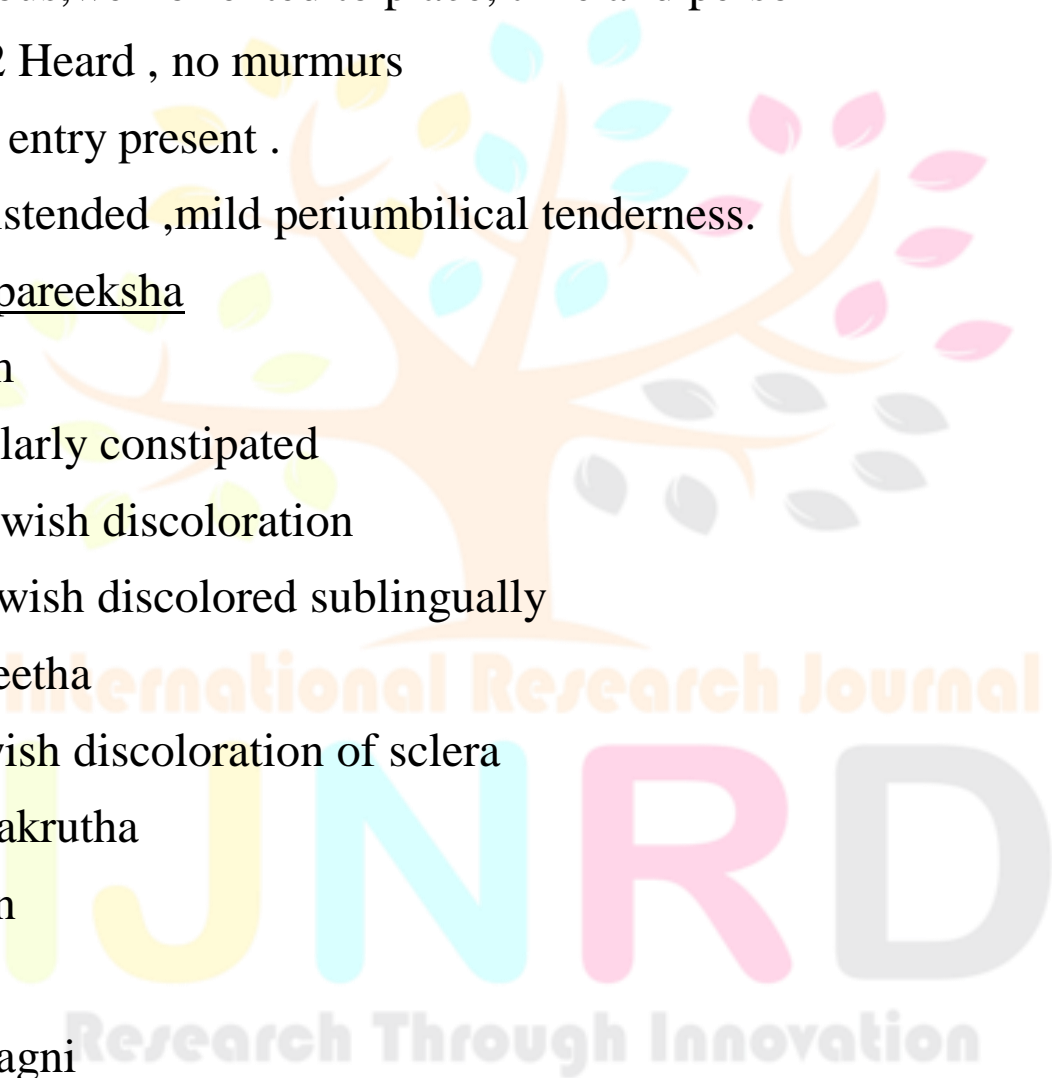 2 Heard , no murmurs
entry present .
istended ,mild periumbilical tenderness.
pareeksha
n
larly constipated
wish discoloration
wish discolored sublingually
eetha
International Research Journal
vish discoloration of sclera
akrutha
IJNRD
n
Research Through Innovation
agni